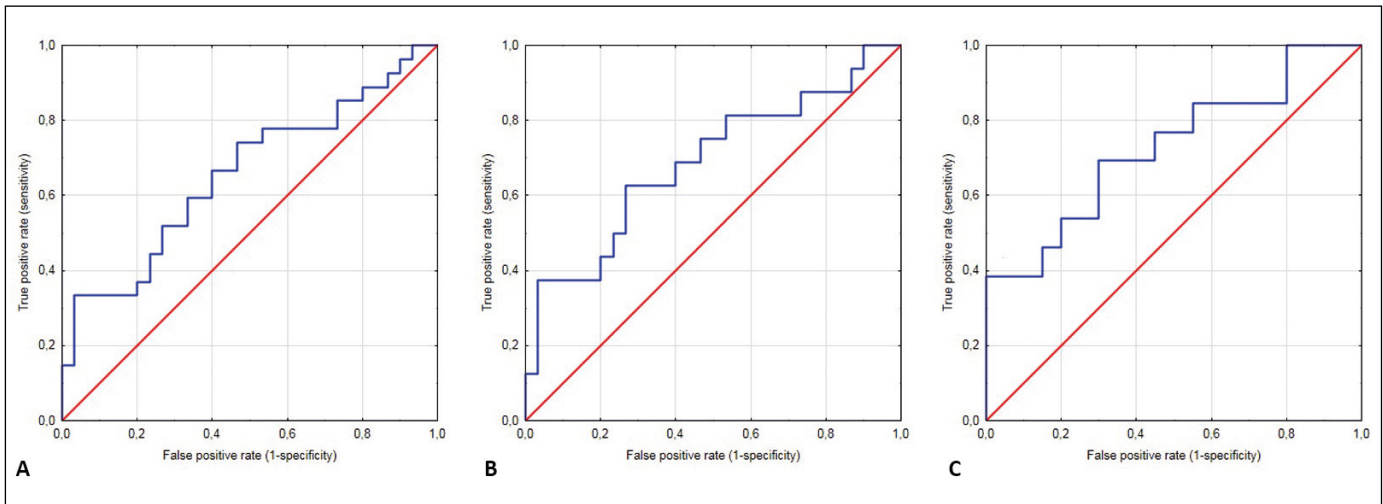 1,0
0,8
0,6
0,4
0,2
0,0
True positive rate (sensitivity)
0,0 0,2 0,4 0,6 0,8 1,0
False positive rate (1-specificity)
A
1,0
0,8
0,6
0,4
0,2
0,0
True positive rate (sensitivity)
0,0 0,2 0,4 0,6 0,8 1,0
False positive rate (1-specificity)
B
1,0
0,8
0,6
0,4
0,2
0,0
True positive rate (sensitivity)
0,0 0,2 0,4 0,6 0,8 1,0
False positive rate (1-specificity)
C